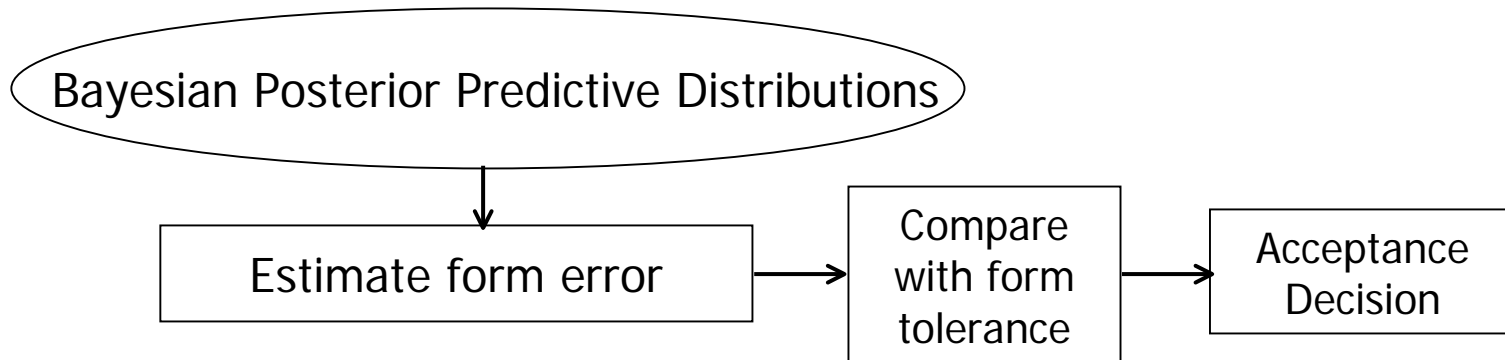 Bayesian Posterior Predictive Distributions
Estimate form error
Compare
with form
tolerance
Acceptance
Decision